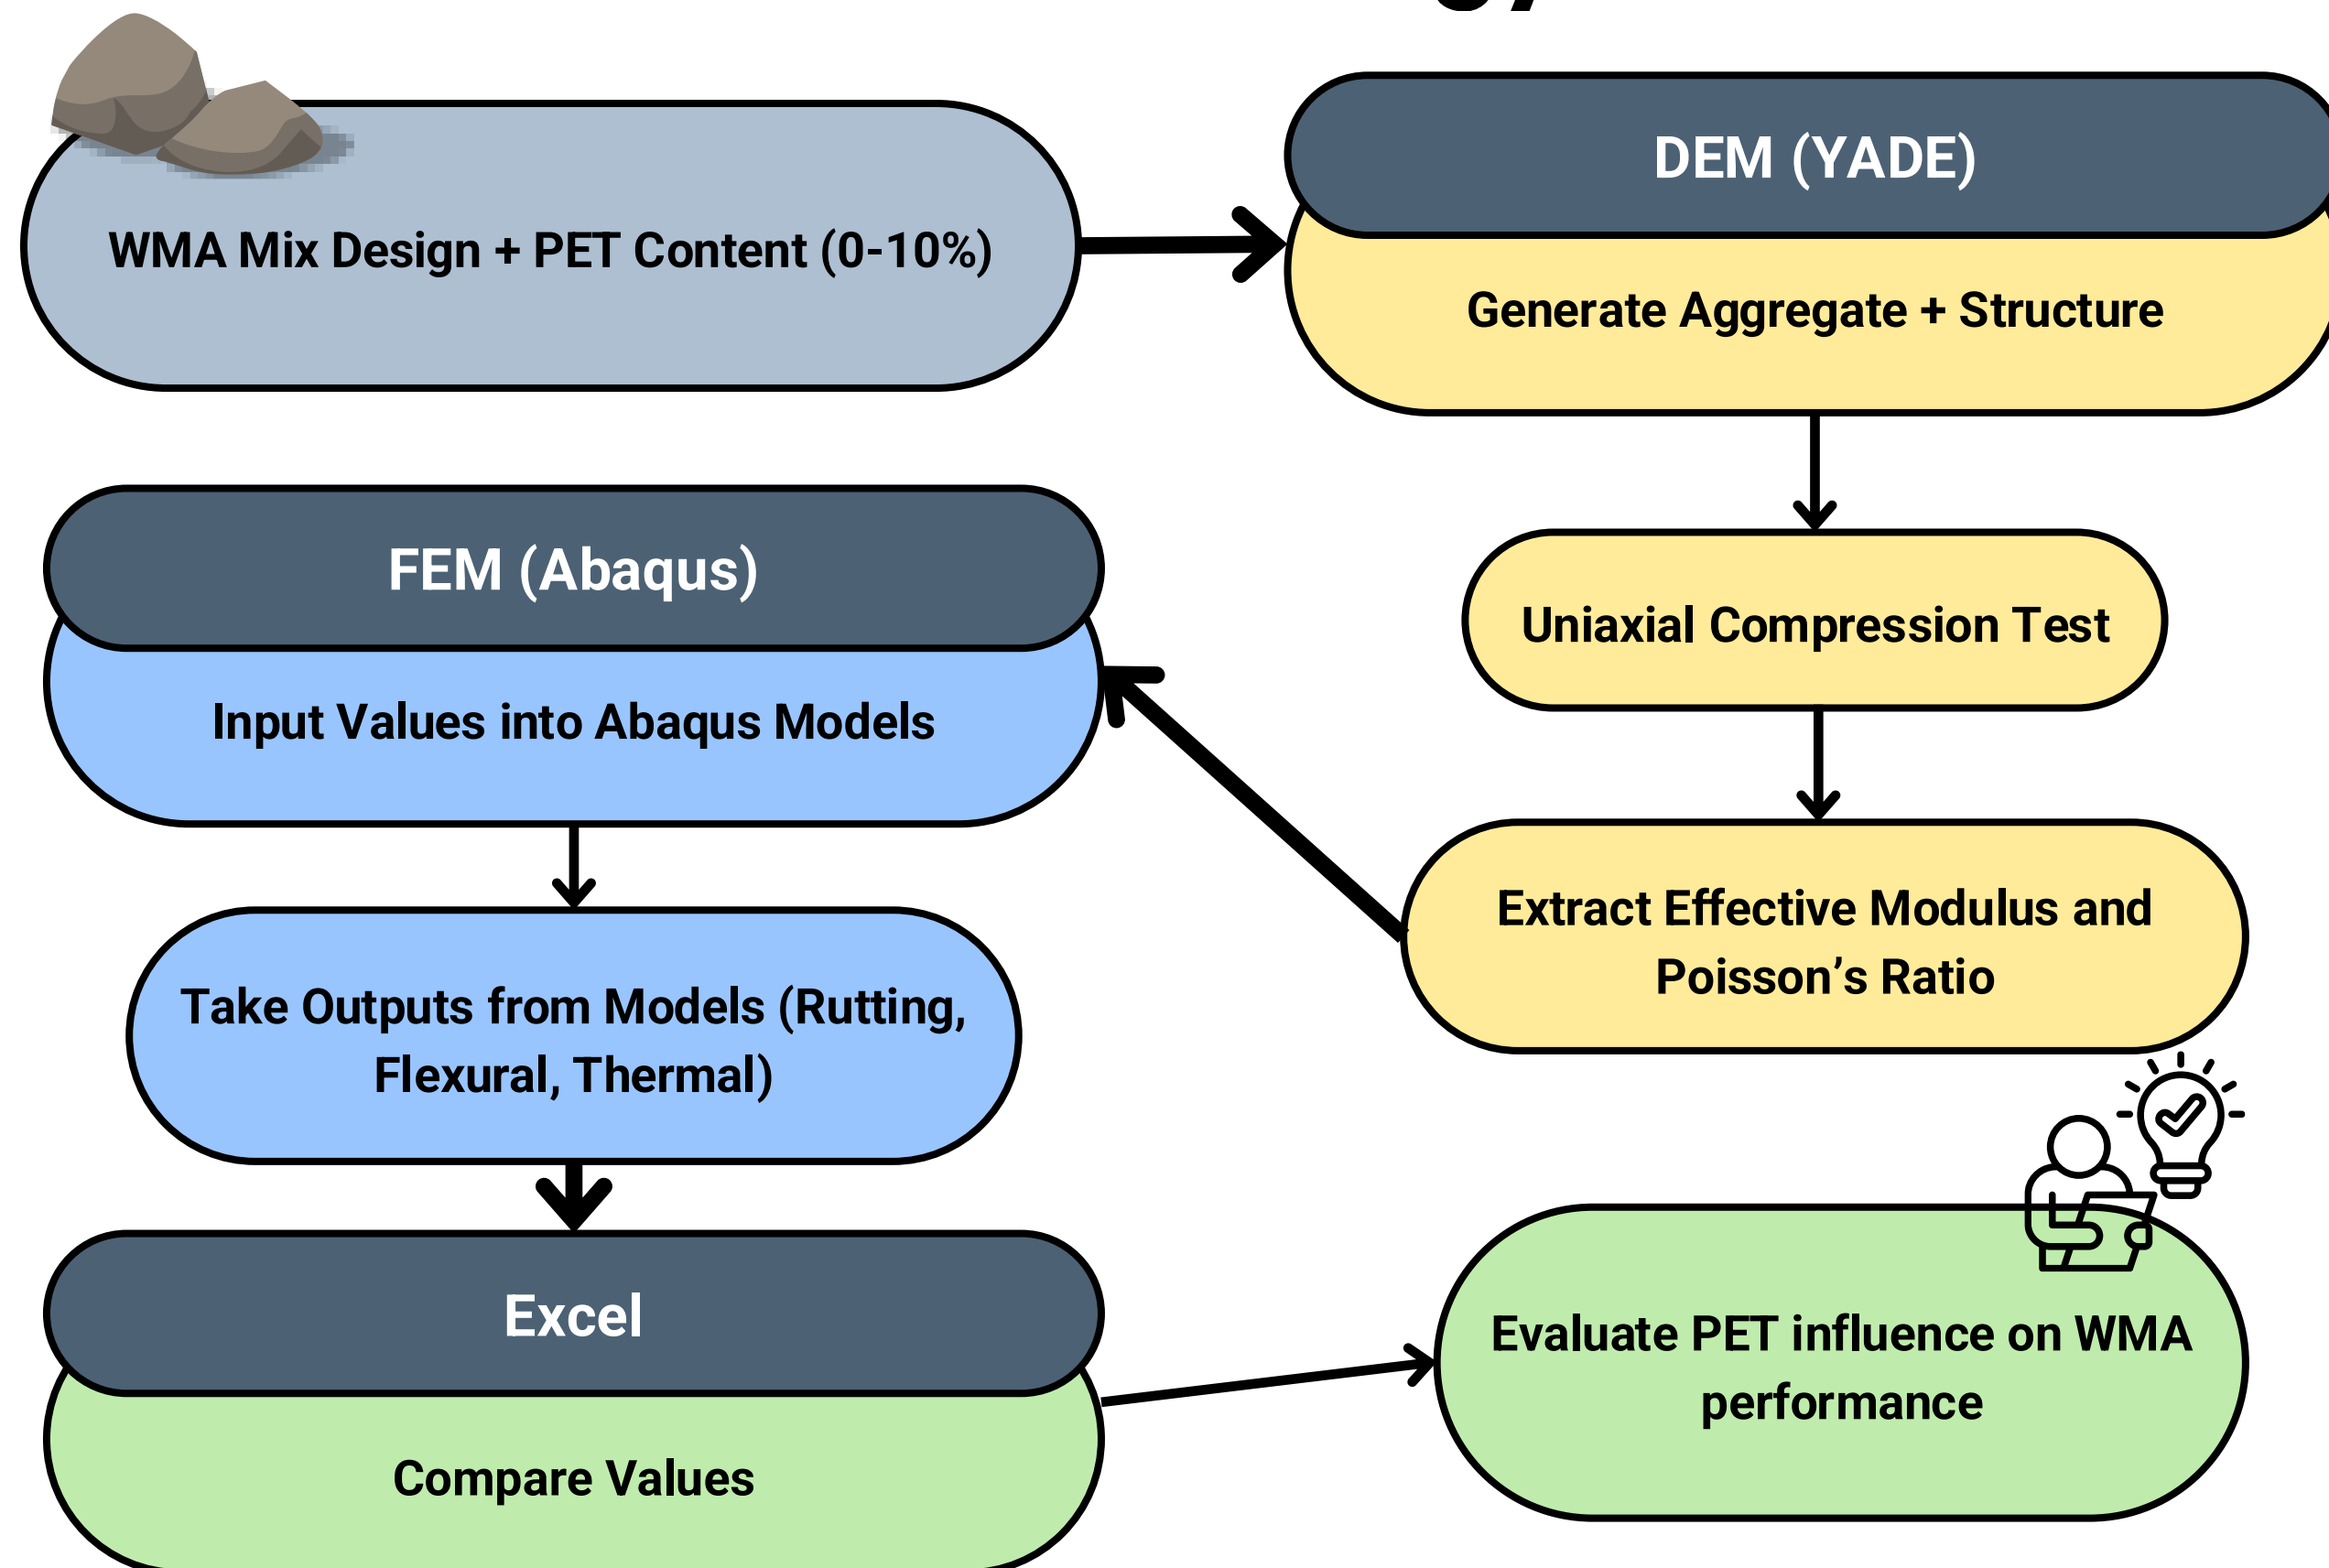 WMA Mix Design + PET Content (0-10%)
DEM (YADE)
Generate Aggregate + Structure
Uniaxial Compression Test
Extract Effective Modulus and
Poisson's Ratio
FEM (Abaqus)
Input Values into Abaqus Models
Take Outputs from Models (Rutting,
Flexural, Thermal)
Excel
Compare Values
Evaluate PET influence on WMA
performance